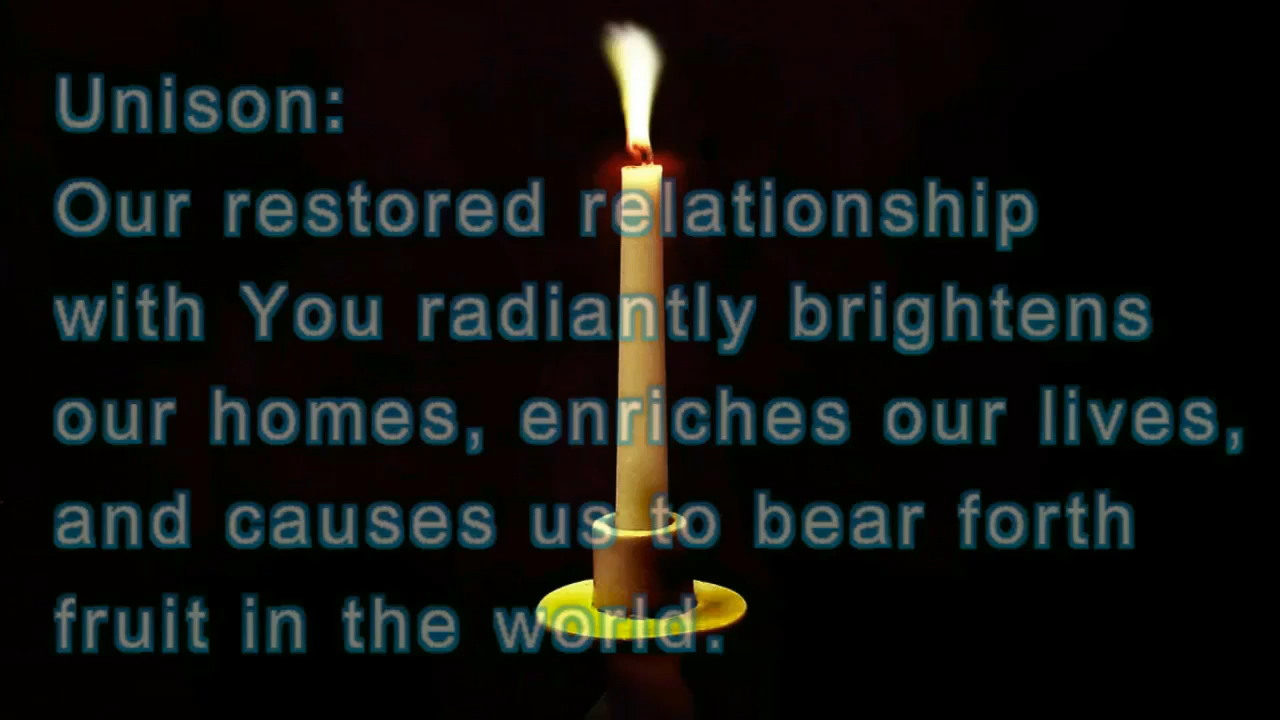 Unison:
Our restored relationship
with You radiantly brightens
our homes, enriches our lives,
and causes us to bear forth
fruit in the world.